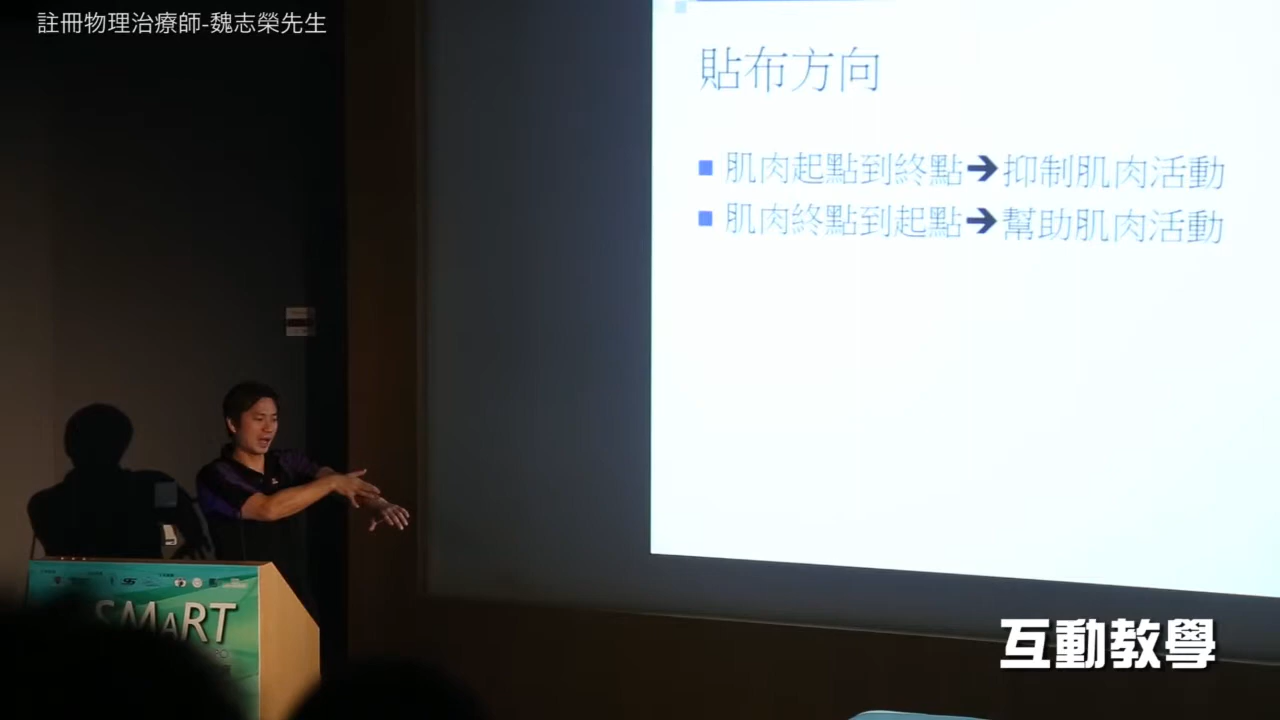 註冊物理治療師-魏志榮先生
貼布方向
肌肉起點到終點➔抑制肌肉活動
肌肉終點到起點➔幫助肌肉活動
SMART
互動教學